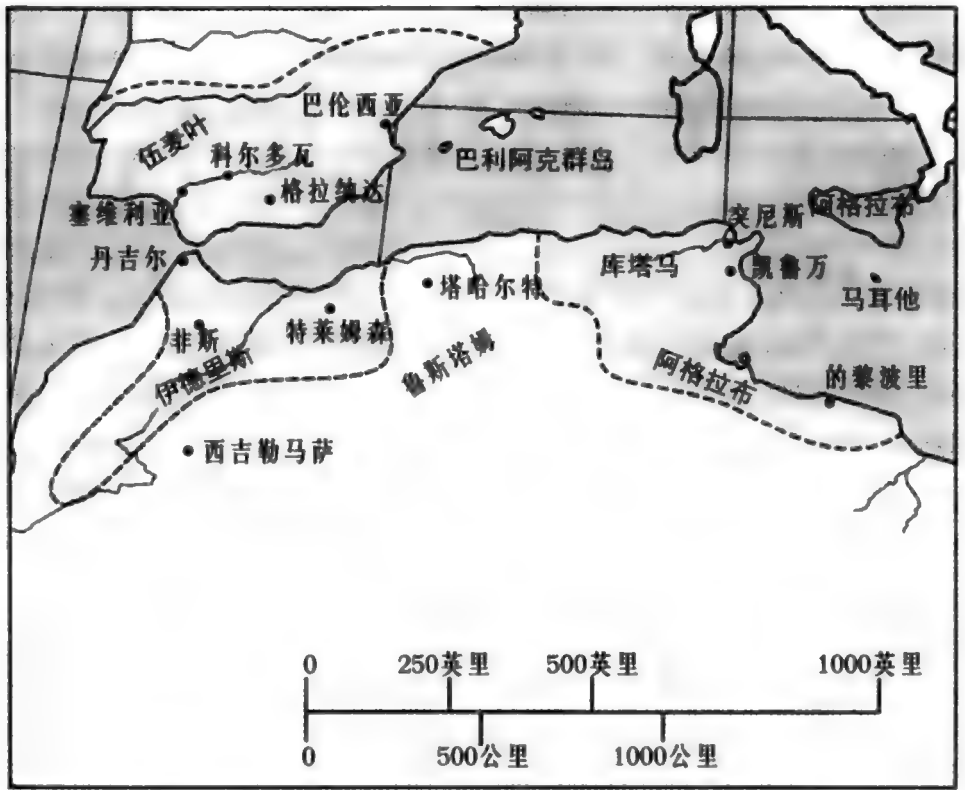 巴伦西亚
伍麦叶
科尔多瓦
巴利阿克群岛
格拉纳达
塞维利亚
突尼斯
阿格拉布
丹吉尔
库塔马
凯鲁万
塔哈尔特
马耳他
非斯
特莱姆森
伊德里斯
鲁斯塔姆
阿格拉布
的黎波里
西吉勒马萨
0 250英里 500英里 1000英里
0 500公里 1000公里